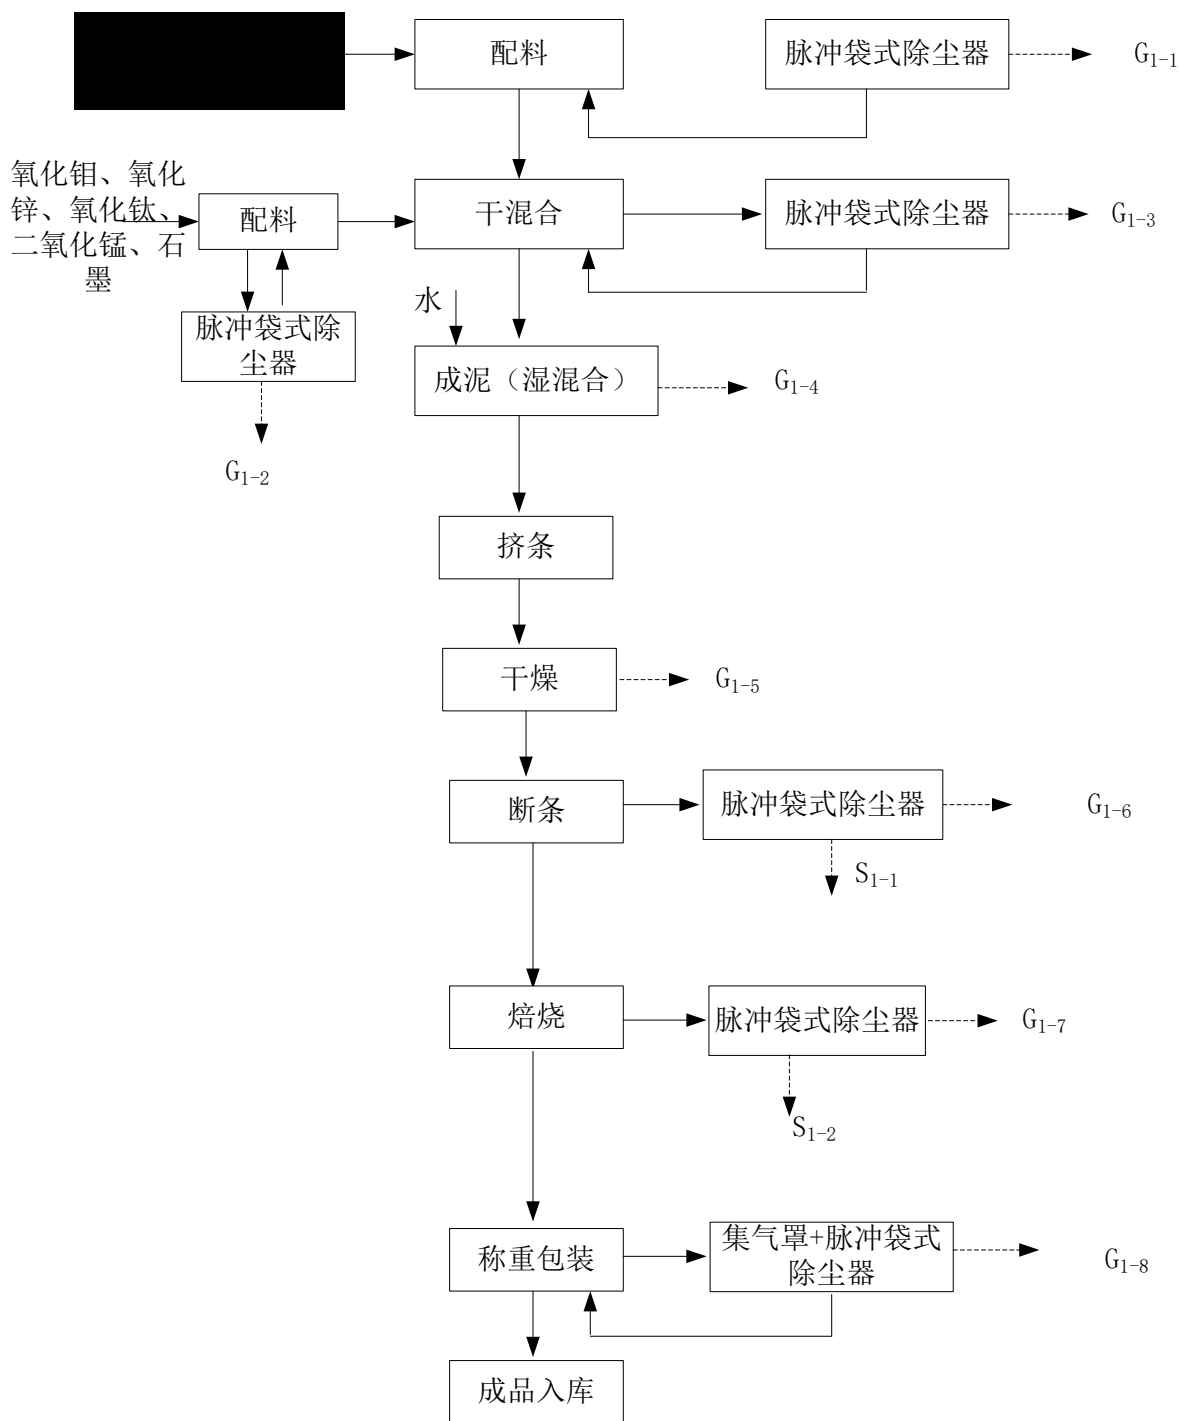 配料
脉冲袋式除尘器
G1-1
氧化钼、氧化
锌、氧化钛、
二氧化锰、石
墨
配料
干混合
脉冲袋式除尘器
G1-3
脉冲袋式除
尘器
水
成泥（湿混合）
G1-4
G1-2
挤条
干燥
G1-5
断条
脉冲袋式除尘器
G1-6
S1-1
焙烧
脉冲袋式除尘器
G1-7
S1-2
称重包装
集气罩+脉冲袋式
除尘器
G1-8
成品入库